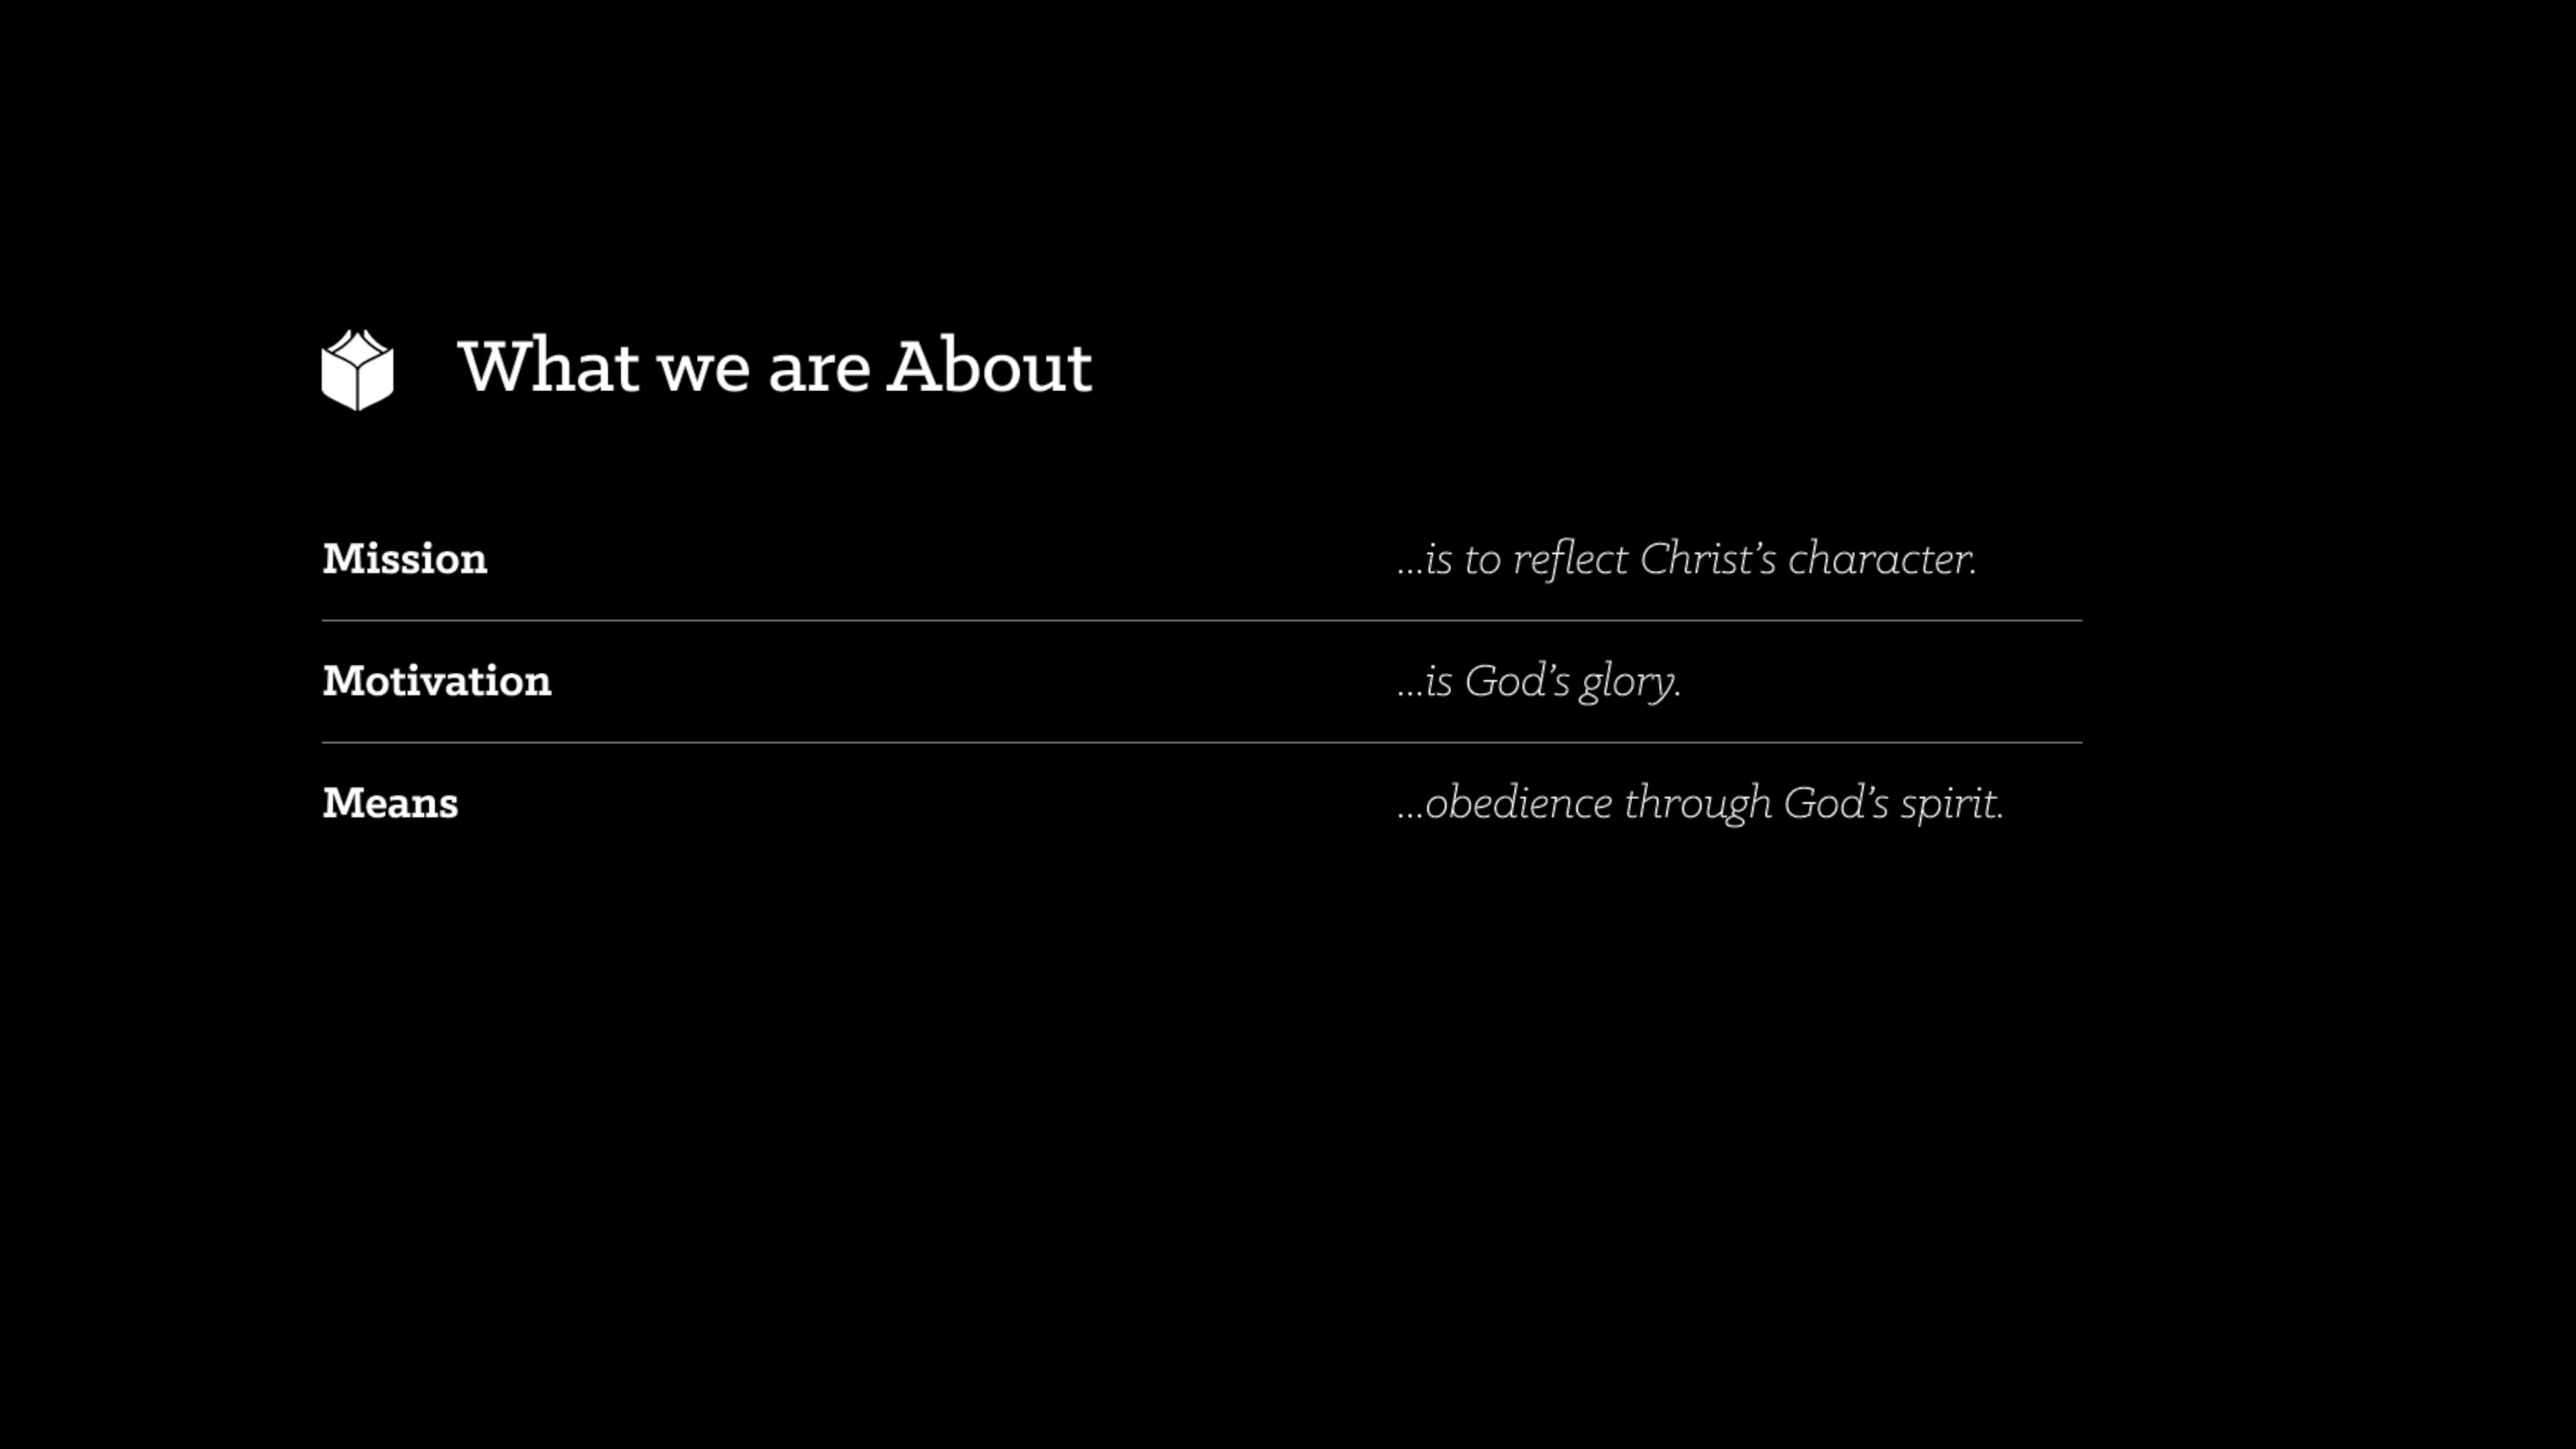 What we are About
Mission …is to reflect Christ’s character.
Motivation …is God’s glory.
Means …obedience through God’s spirit.